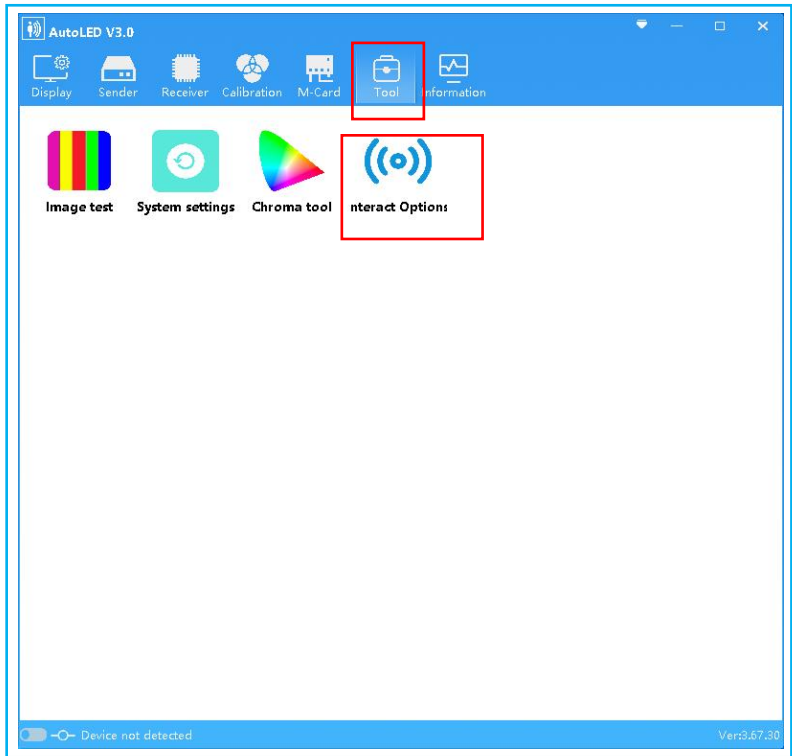 AutoLED V3.0
Display Sender Receiver Calibration M-Card Tool Information
Image test System settings Chroma tool nteract Options
Device not detected Ver:3.67.30